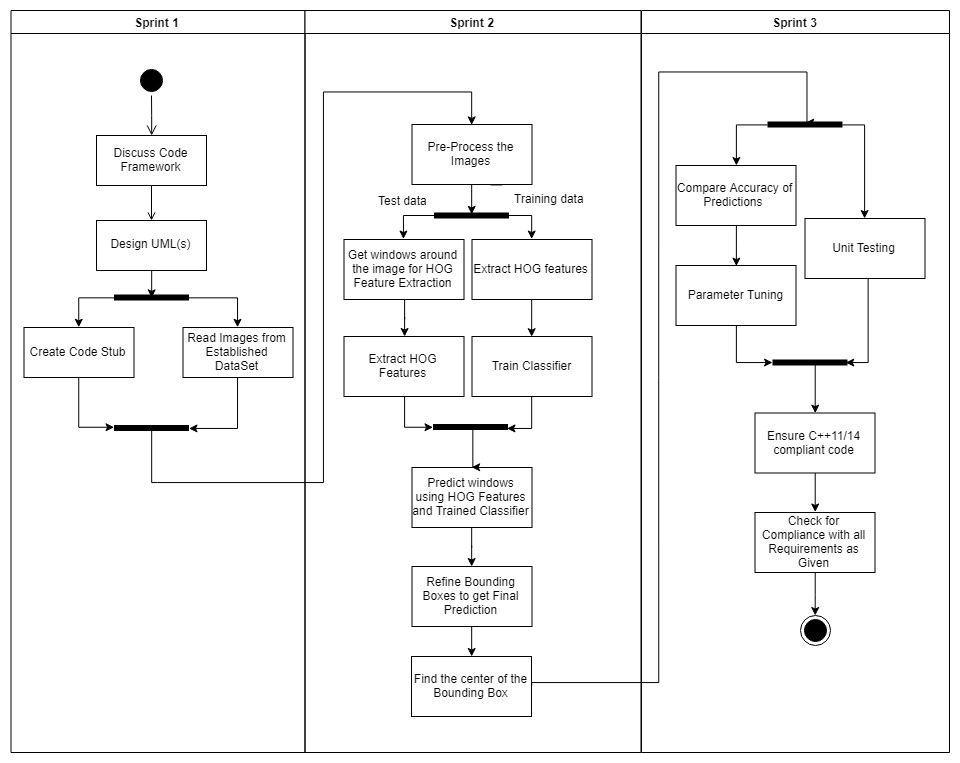 Sprint 1
Discuss Code
Framework
Design UML(s)
Create Code Stub
Read Images from
Established
DataSet
Sprint 2
Pre-Process the
Images
Test data
Training data
Get windows around
the image for HOG
Feature Extraction
Extract HOG features
Extract HOG
Features
Train Classifier
Predict windows
using HOG Features
and Trained Classifier
Refine Bounding
Boxes to get Final
Prediction
Find the center of the
Bounding Box
Sprint 3
Compare Accuracy of
Predictions
Unit Testing
Parameter Tuning
Ensure C++11/14
compliant code
Check for
Compliance with all
Requirements as
Given